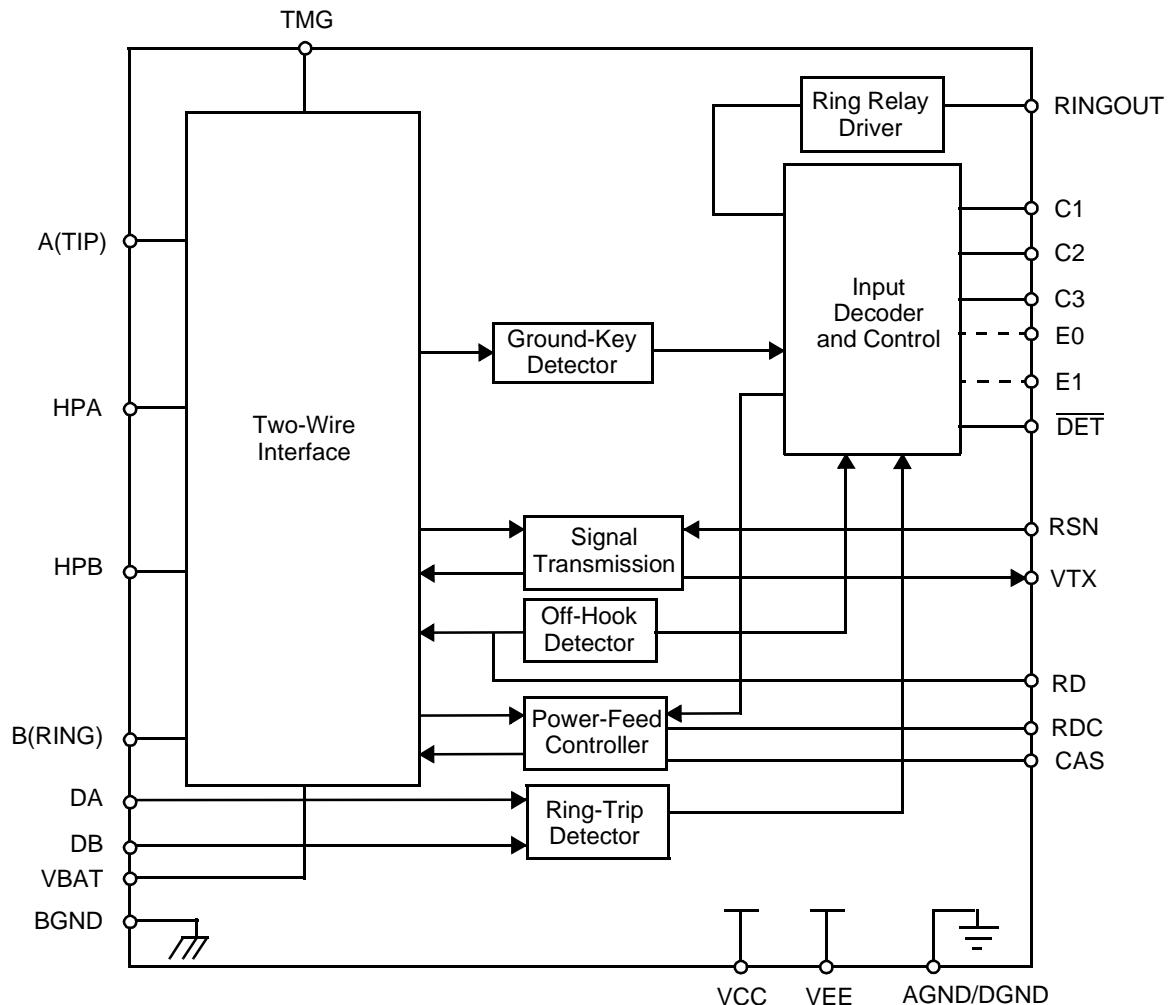 TMG
Ring Relay
Driver
RINGOUT
C1
A(TIP)
C2
Input
Decoder
and Control
C3
Ground-Key
Detector
E0
E1
HPA
Two-Wire
Interface
DET
Signal
Transmission
RSN
HPB
VTX
Off-Hook
Detector
RD
B(RING)
Power-Feed
Controller
RDC
CAS
DA
Ring-Trip
Detector
DB
VBAT
BGND
VCC
VEE
AGND/DGND